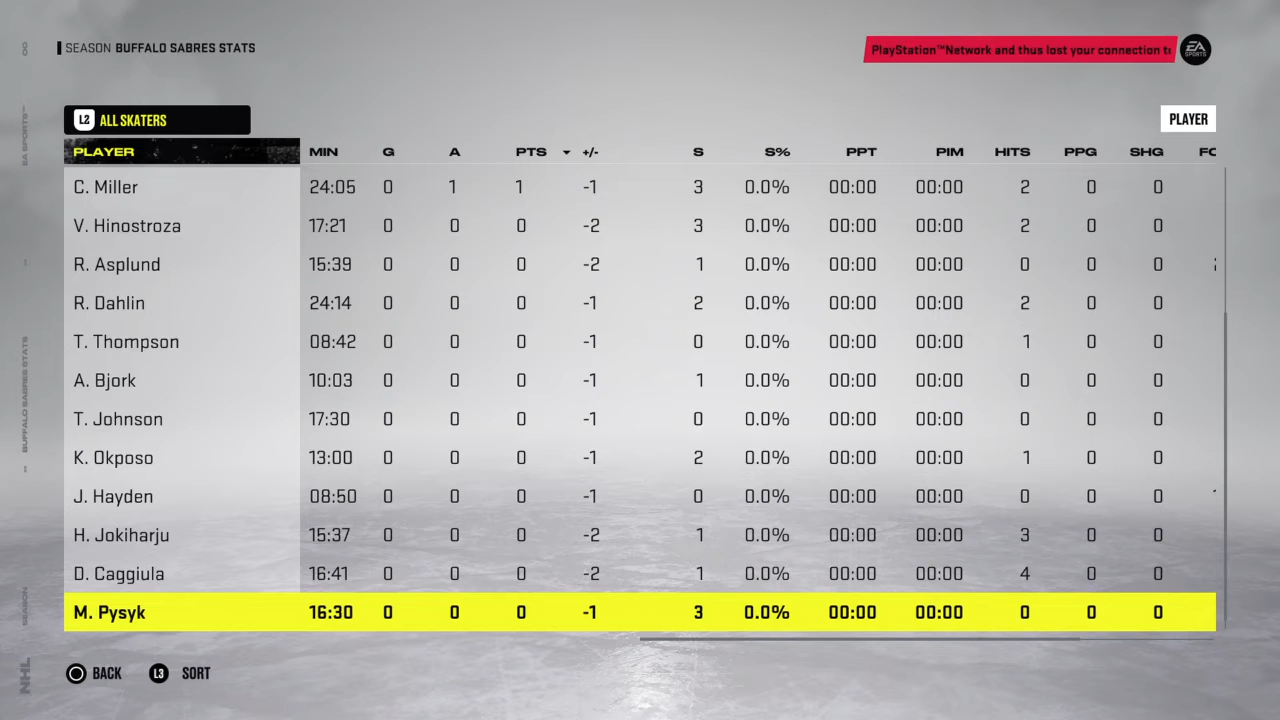 SEASON BUFFALO SABRES STATS
PlayStation™Network and thus lost your connection to
EA SPORTS
L2 ALL SKATERS
PLAYER
PLAYER MIN G A PTS +/- S S% PPT PIM HITS PPG SHG
C. Miller 24:05 0 1 1 -1 3 0.0% 00:00 00:00 2 0 0
V. Hinostroza 17:21 0 0 0 -2 3 0.0% 00:00 00:00 2 0 0
R. Asplund 15:39 0 0 0 -2 1 0.0% 00:00 00:00 0 0 0
R. Dahlin 24:14 0 0 0 -1 2 0.0% 00:00 00:00 2 0 0
T. Thompson 08:42 0 0 0 -1 0 0.0% 00:00 00:00 1 0 0
A. Bjork 10:03 0 0 0 -1 1 0.0% 00:00 00:00 0 0 0
T. Johnson 17:30 0 0 0 -1 0 0.0% 00:00 00:00 0 0 0
K. Okposo 13:00 0 0 0 -1 2 0.0% 00:00 00:00 1 0 0
J. Hayden 08:50 0 0 0 -1 0 0.0% 00:00 00:00 0 0 0
H. Jokiharju 15:37 0 0 0 -2 1 0.0% 00:00 00:00 3 0 0
D. Caggiula 16:41 0 0 0 -2 1 0.0% 00:00 00:00 4 0 0
M. Pysyk 16:30 0 0 0 -1 3 0.0% 00:00 00:00 0 0 0
BACK L3 SORT
NHL SEASON BUFFALO SABRES STATS EA SPORTS™